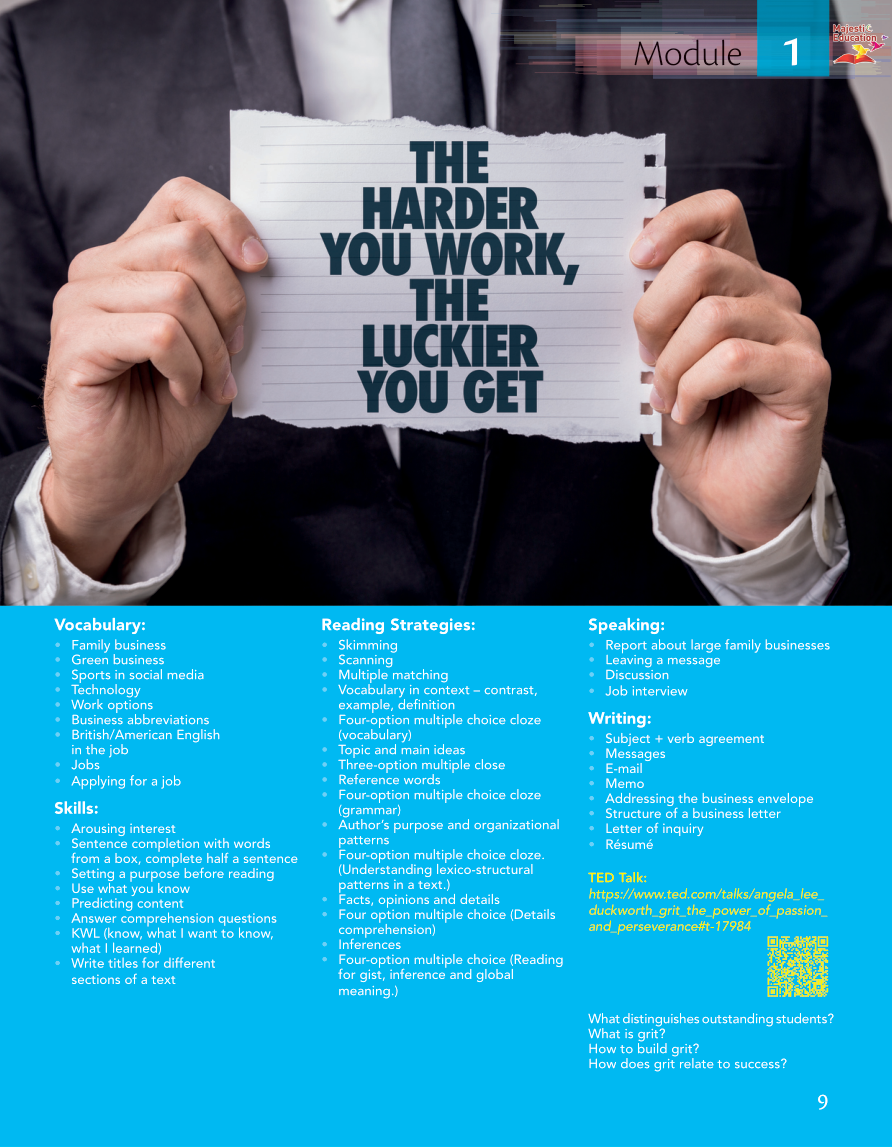 Module 1
Majestic
Education
THE
HARDER
YOU WORK,
THE
LUCKIER
YOU GET
Vocabulary:
• Family business
• Green business
• Sports in social media
• Technology
• Work options
• Business abbreviations
• British/American English
in the job
• Jobs
• Applying for a job
Skills:
• Arousing interest
• Sentence completion with words
from a box, complete half a sentence
• Setting a purpose before reading
• Use what you know
• Predicting content
• Answer comprehension questions
• KWL (know, what I want to know,
what I learned)
• Write titles for different
sections of a text
Reading Strategies:
• Skimming
• Scanning
• Multiple matching
• Vocabulary in context – contrast,
example, definition
• Four-option multiple choice cloze
(vocabulary)
• Topic and main ideas
• Three-option multiple close
• Reference words
• Four-option multiple choice cloze
(grammar)
• Author's purpose and organizational
patterns
• Four-option multiple choice cloze.
(Understanding lexico-structural
patterns in a text.)
• Facts, opinions and details
• Four option multiple choice (Details
comprehension)
• Inferences
• Four-option multiple choice (Reading
for gist, inference and global
meaning.)
Speaking:
• Report about large family businesses
• Leaving a message
• Discussion
• Job interview
Writing:
• Subject + verb agreement
• Messages
• E-mail
• Memo
• Addressing the business envelope
• Structure of a business letter
• Letter of inquiry
• Résumé
TED Talk:
https://www.ted.com/talks/angela_lee_
duckworth_grit_the_power_of_passion_
and_perseverance#t-17984
What distinguishes outstanding students?
What is grit?
How to build grit?
How does grit relate to success?
9